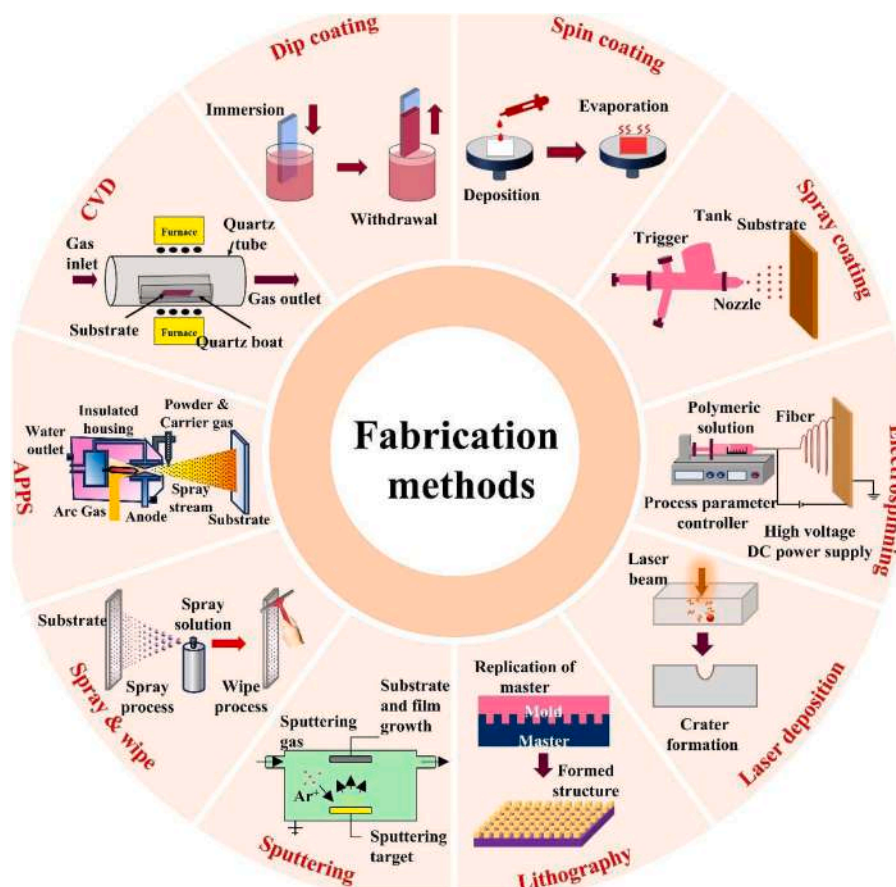 Fabrication
methods
Dip coating
Immersion
Withdrawal
Spin coating
Evaporation
Deposition
Spray coating
Tank
Substrate
Trigger
Nozzle
Electrospinning
Polymeric
solution
Fiber
Process parameter
controller
High voltage
DC power supply
Laser deposition
Laser
beam
Crater
formation
Lithography
Replication of
master
Mold
Master
Formed
structure
Sputtering
Substrate
and film
growth
Sputtering
gas
Ar+
Sputtering
target
Spray & wipe
Substrate
Spray
solution
Spray
process
Wipe
process
APPS
Powder &
Carrier gas
Insulated
housing
Water
outlet
Spray
stream
Arc Gas
Anode
Substrate
CVD
Furnace
Quartz
tube
Gas
inlet
Gas outlet
Substrate
Furnace
Quartz boat